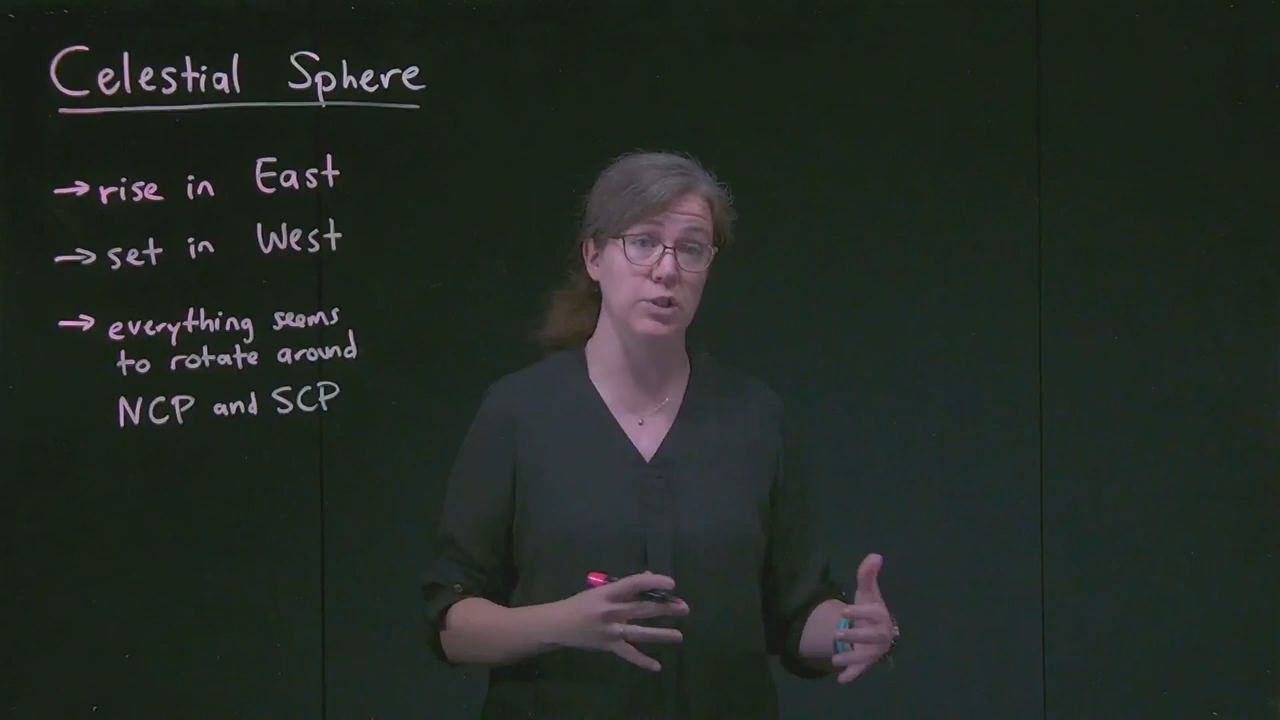 Celestial Sphere
→ rise in East
→ set in West
→ everything seems
to rotate around
NCP and SCP